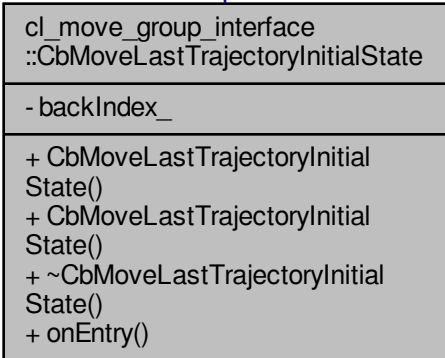 cl_move_group_interface
::CbMoveLastTrajectoryInitialState
- backIndex_
+ CbMoveLastTrajectoryInitial
State()
+ CbMoveLastTrajectoryInitial
State()
+ ~CbMoveLastTrajectoryInitial
State()
+ onEntry()